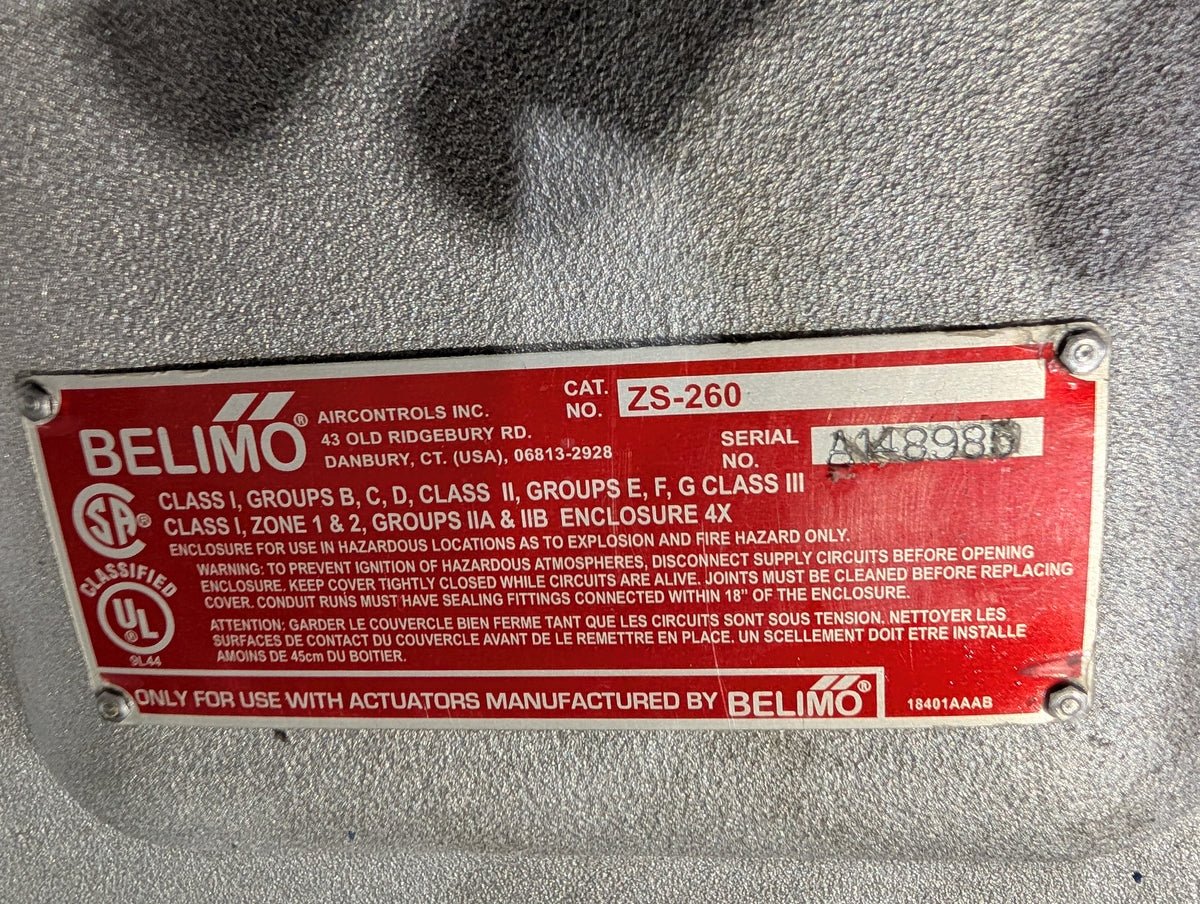 BELIMO® AIRCONTROLS INC.
43 OLD RIDGEBURY RD.
DANBURY, CT. (USA), 06813-2928
CAT. NO. ZS-260
SERIAL NO.
CLASS I, GROUPS B, C, D, CLASS II, GROUPS E, F, G CLASS III
CLASS I, ZONE 1 & 2, GROUPS IIA & IIB ENCLOSURE 4X
ENCLOSURE FOR USE IN HAZARDOUS LOCATIONS AS TO EXPLOSION AND FIRE HAZARD ONLY.
WARNING: TO PREVENT IGNITION OF HAZARDOUS ATMOSPHERES, DISCONNECT SUPPLY CIRCUITS BEFORE OPENING
ENCLOSURE. KEEP COVER TIGHTLY CLOSED WHILE CIRCUITS ARE ALIVE. JOINTS MUST BE CLEANED BEFORE REPLACING
COVER. CONDUIT RUNS MUST HAVE SEALING FITTINGS CONNECTED WITHIN 18" OF THE ENCLOSURE.
ATTENTION: GARDER LE COUVERCLE BIEN FERME TANT QUE LES CIRCUITS SONT SOUS TENSION. NETTOYER LES
SURFACES DE CONTACT DU COUVERCLE AVANT DE LE REMETTRE EN PLACE. UN SCELLEMENT DOIT ETRE INSTALLE
AMOINS DE 45cm DU BOITIER.
SA®
CLASSIFIED
UL®
9L44
ONLY FOR USE WITH ACTUATORS MANUFACTURED BY BELIMO®
18401AAAB